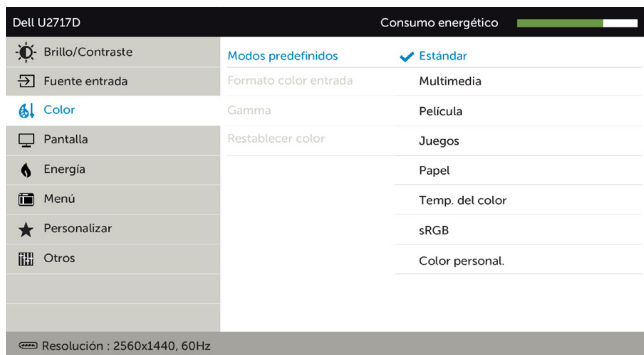 Dell U2717D
Consumo energético
Brillo/Contraste
Modos predefinidos
Estándar
Fuente entrada
Formato color entrada
Multimedia
Color
Gamma
Película
Pantalla
Restablecer color
Juegos
Energía
Papel
Menú
Temp. del color
Personalizar
sRGB
Otros
Color personal.
Resolución : 2560x1440, 60Hz